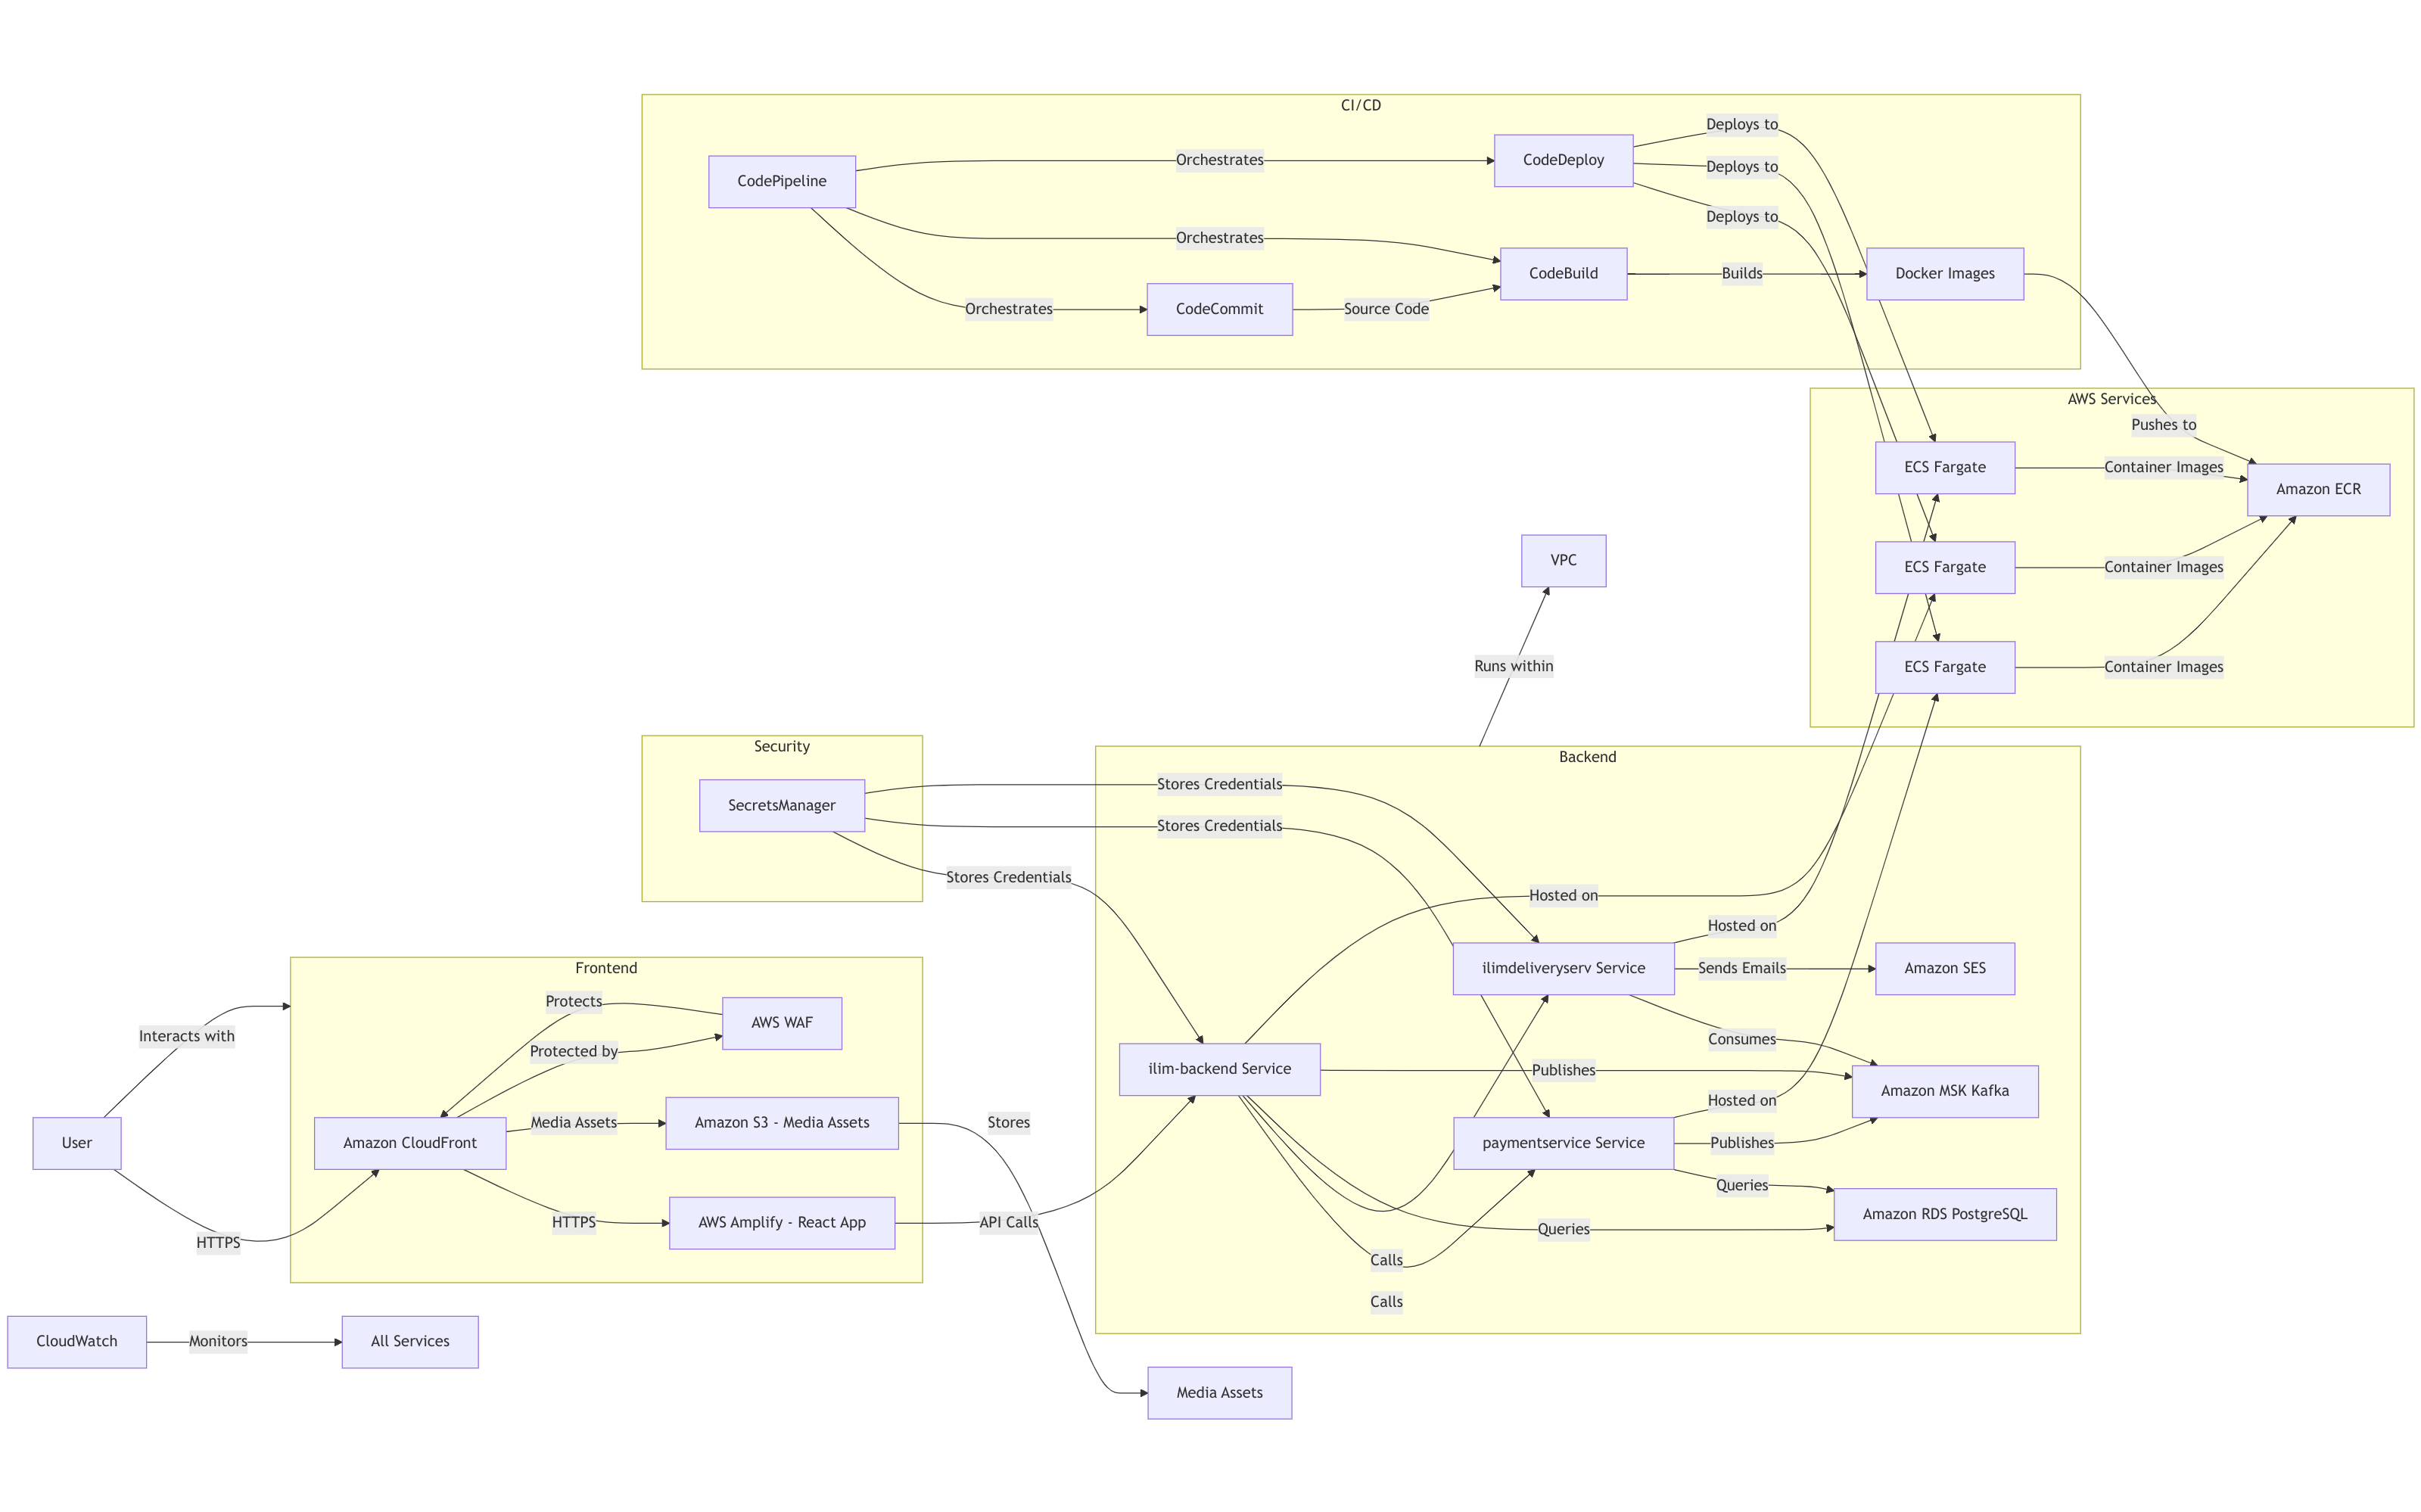 CI/CD
CodePipeline
Orchestrates
Orchestrates
Orchestrates
CodeCommit
Source Code
CodeDeploy
CodeBuild
Deploys to
Deploys to
Deploys to
Builds
Docker Images
AWS Services
Pushes to
ECS Fargate
ECS Fargate
ECS Fargate
Container Images
Container Images
Container Images
Amazon ECR
VPC
Runs within
Security
SecretsManager
Stores Credentials
Stores Credentials
Stores Credentials
Backend
Hosted on
ilimdeliveryserv Service
Hosted on
Sends Emails
Amazon SES
Consumes
ilim-backend Service
Publishes
Amazon MSK Kafka
Hosted on
paymentservice Service
Publishes
Queries
Amazon RDS PostgreSQL
Queries
Calls
Calls
Frontend
Interacts with
User
HTTPS
Protects
AWS WAF
Protected by
Amazon CloudFront
Media Assets
Amazon S3 - Media Assets
Stores
HTTPS
AWS Amplify - React App
API Calls
CloudWatch
Monitors
All Services
Media Assets